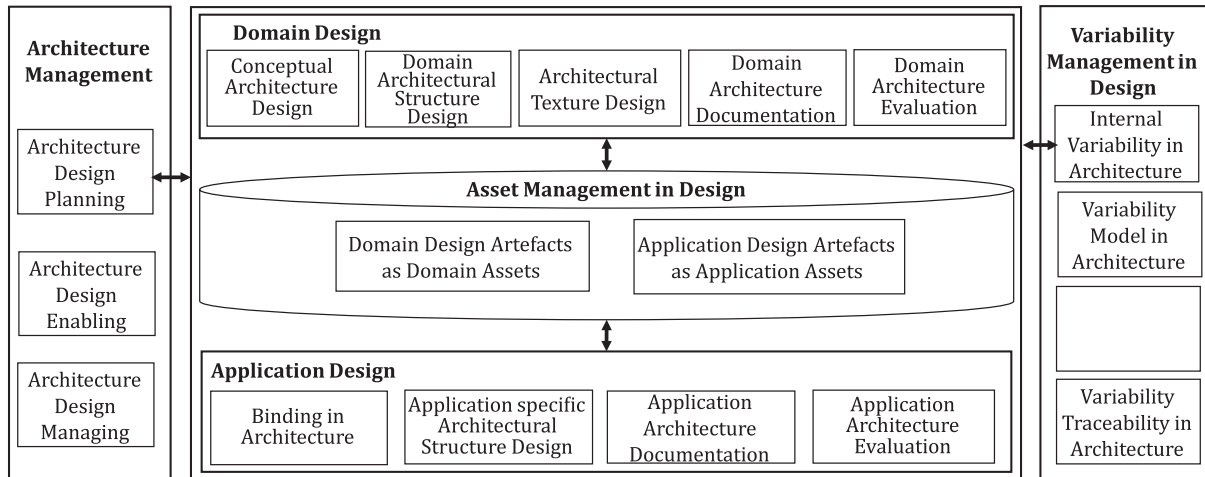 Architecture
Management
Architecture
Design
Planning
Architecture
Design
Enabling
Architecture
Design
Managing
Domain Design
Conceptual
Architecture
Design
Domain
Architectural
Structure
Design
Architectural
Texture Design
Domain
Architecture
Documentation
Domain
Architecture
Evaluation
Asset Management in Design
Domain Design Artefacts
as Domain Assets
Application Design Artefacts
as Application Assets
Application Design
Binding in
Architecture
Application specific
Architectural
Structure Design
Application
Architecture
Documentation
Application
Architecture
Evaluation
Variability
Management in
Design
Internal
Variability in
Architecture
Variability
Model in
Architecture
Variability
Traceability in
Architecture